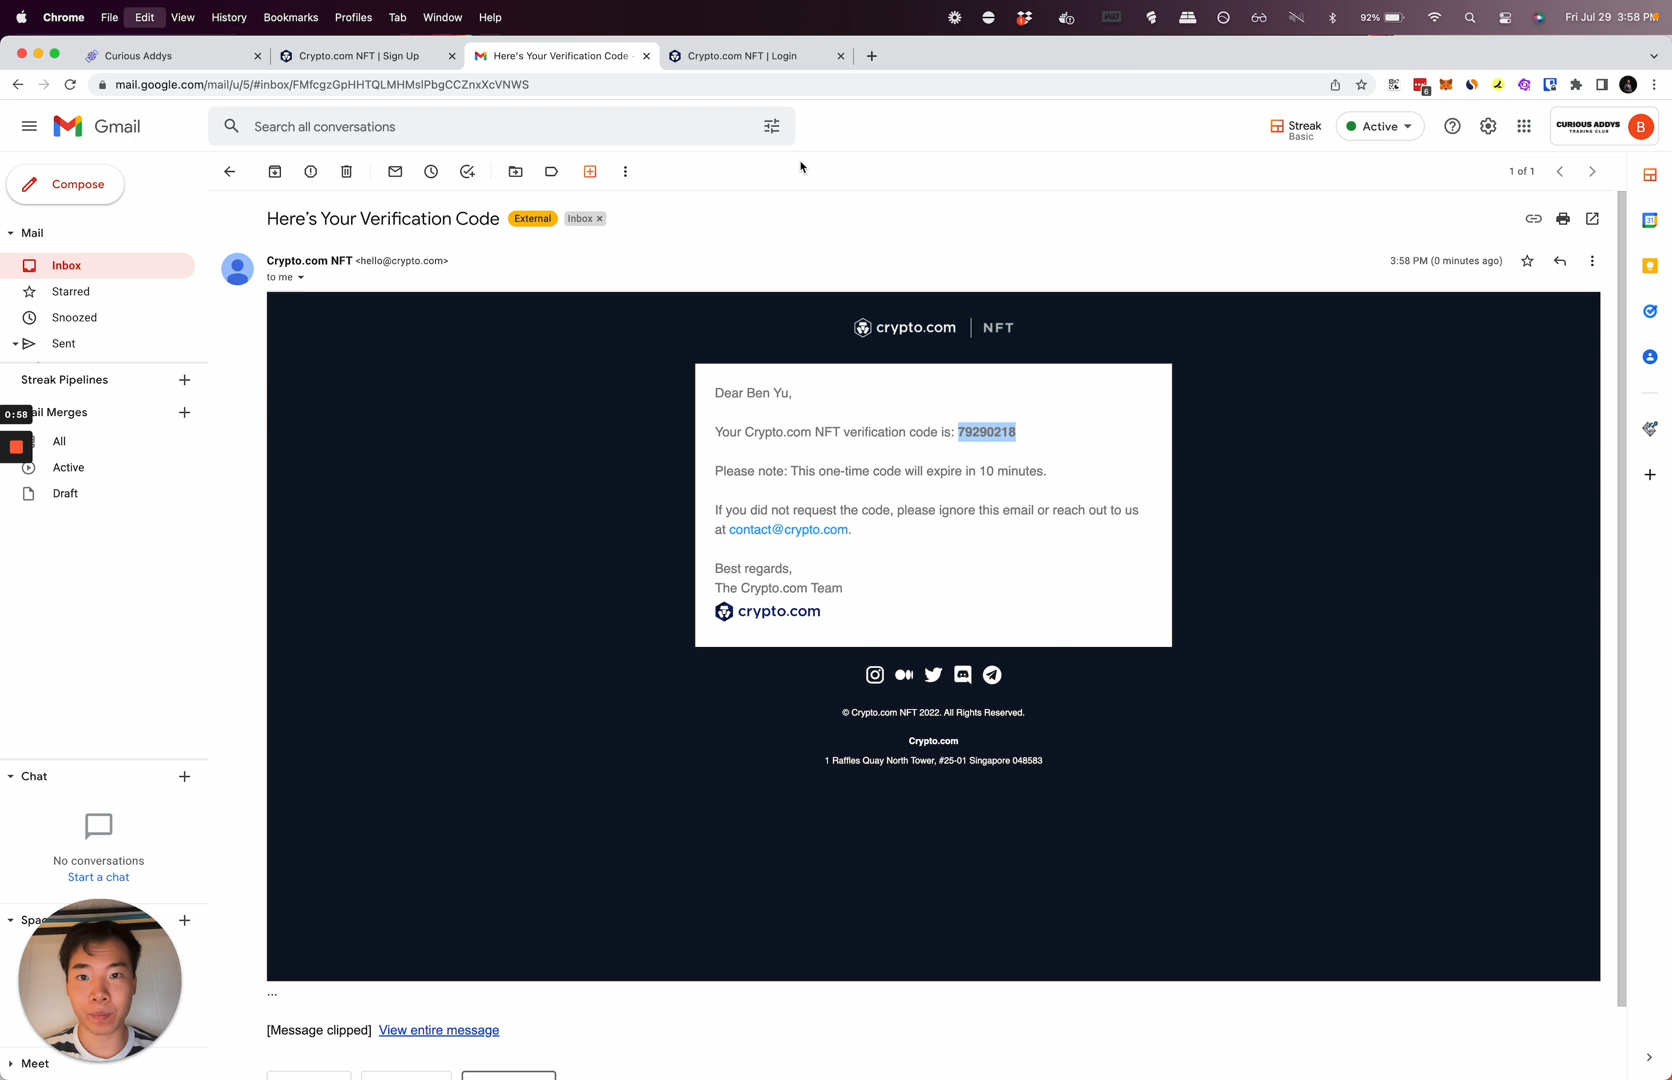 Chrome File Edit View History Bookmarks Profiles Tab Window Help
92% Fri Jul 29 3:58 PM
Curious Addys
Crypto.com NFT | Sign Up
Here's Your Verification Code -
Crypto.com NFT | Login
mail.google.com/mail/u/5/#inbox/FMfcgzGpHHTQLMHMslPbgCCZnxXcVNWS
6
Gmail
Search all conversations
Streak
Basic
Active
CURIOUS ADDYS
TRADING CLUB
B
Compose
1 of 1
Here's Your Verification Code External Inbox ×
Mail
Inbox
Starred
Snoozed
Sent
Streak Pipelines
0:58
ail Merges
All
Active
Draft
Crypto.com NFT <hello@crypto.com>
3:58 PM (0 minutes ago)
to me
31
crypto.com | NFT
Dear Ben Yu,
Your Crypto.com NFT verification code is: 79290218
Please note: This one-time code will expire in 10 minutes.
If you did not request the code, please ignore this email or reach out to us
at contact@crypto.com.
Best regards,
The Crypto.com Team
crypto.com
© Crypto.com NFT 2022. All Rights Reserved.
Crypto.com
1 Raffles Quay North Tower, #25-01 Singapore 048583
Chat
No conversations
Start a chat
Spac
Meet
...
[Message clipped] View entire message